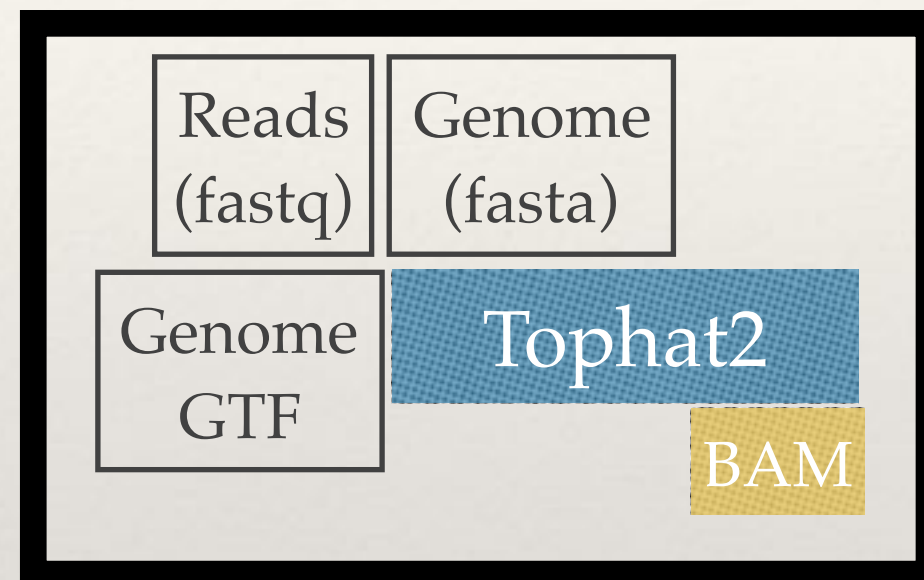 Reads
(fastq)
Genome
(fasta)
Genome
GTF
Tophat2
BAM